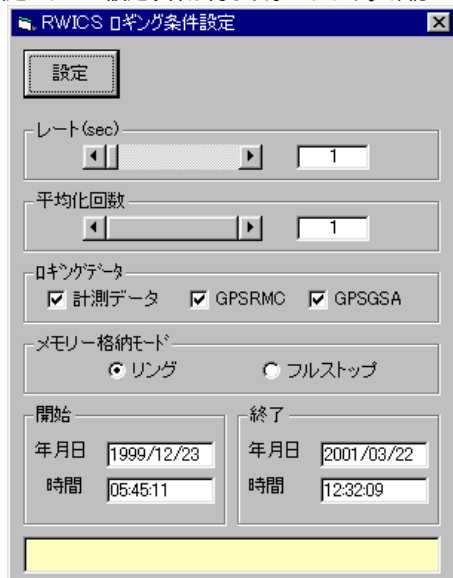 RWICS ロギング条件設定
設定
レート(sec)
1
平均化回数
1
ロギングデータ
計測データ GPSRMC GPSGSA
メモリー格納モード
リング フルストップ
開始 終了
年月日 1999/12/23 年月日 2001/03/22
時間 05:45:11 時間 12:32:09